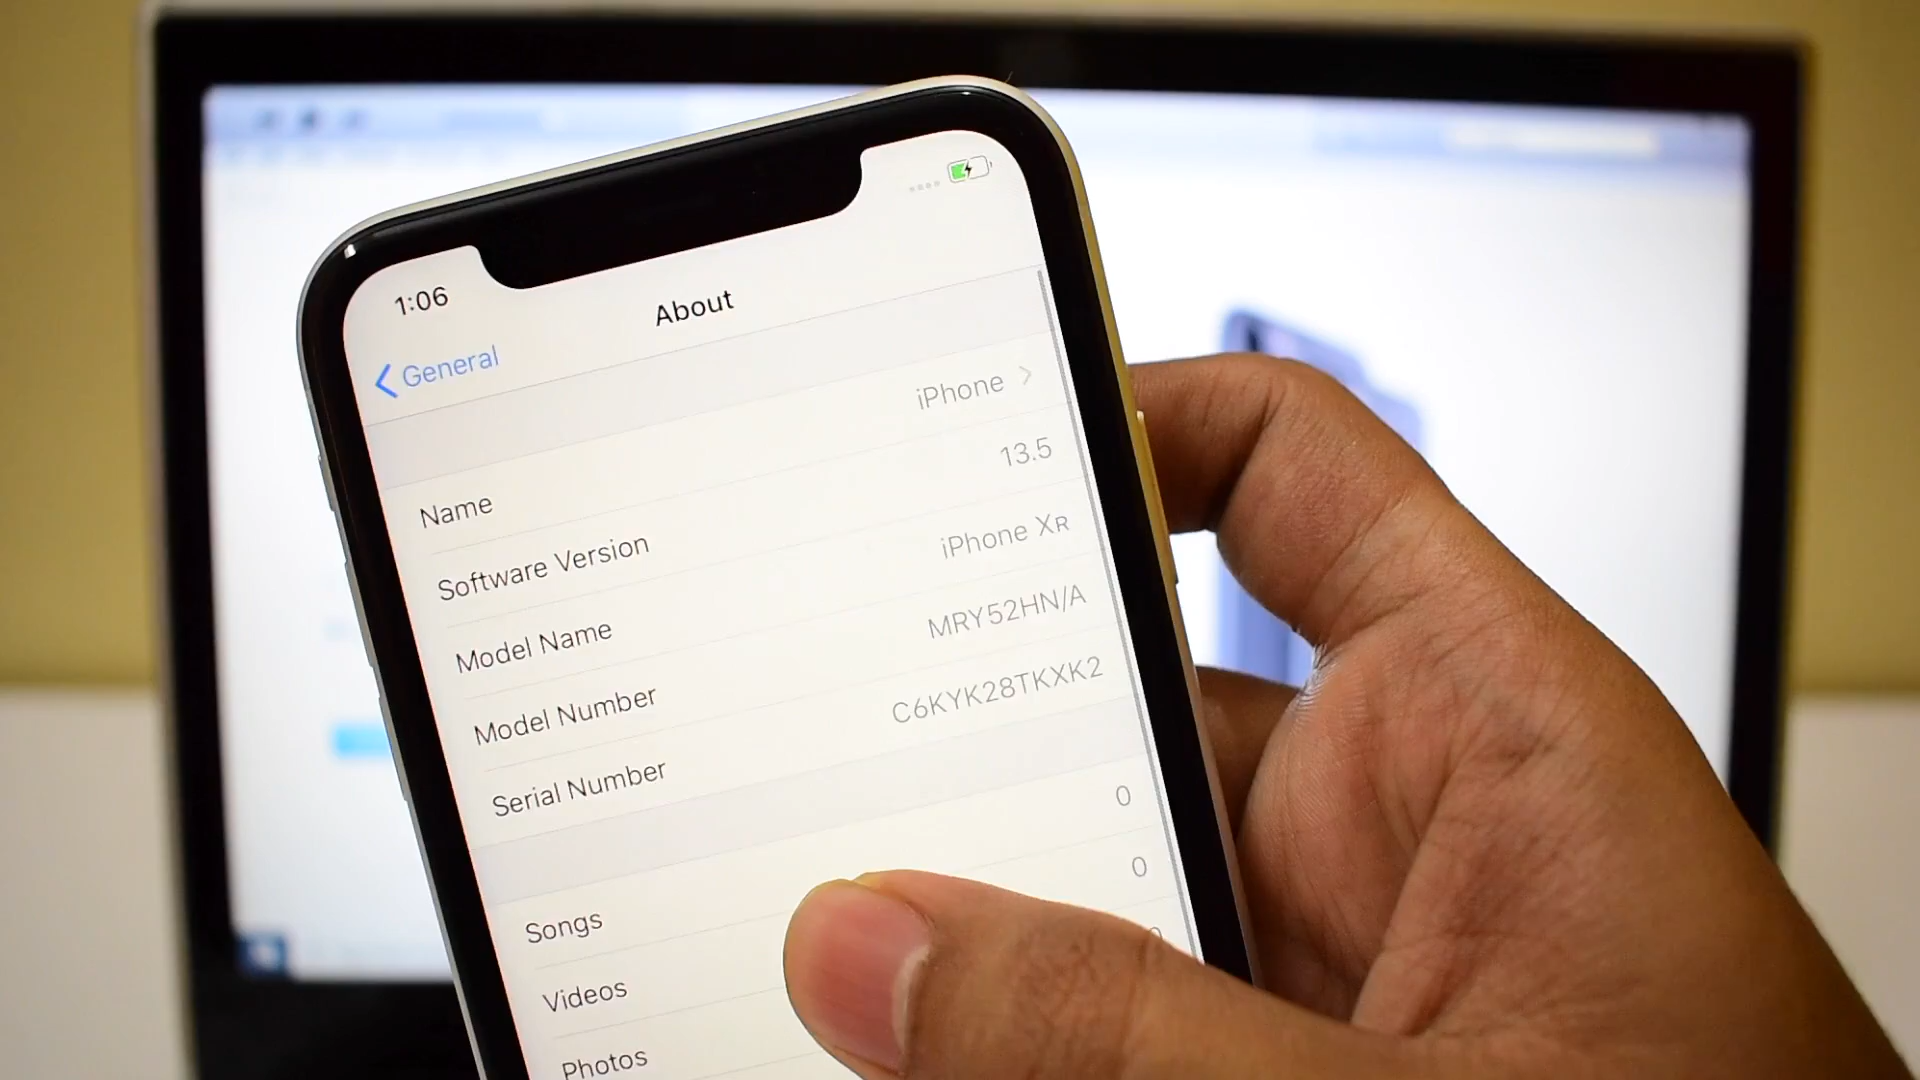 1:06
About
General
Name iPhone
Software Version 13.5
Model Name iPhone XR
Model Number MRY52HN/A
Serial Number C6KYK28TKXK2
Songs 0
Videos 0
Photos